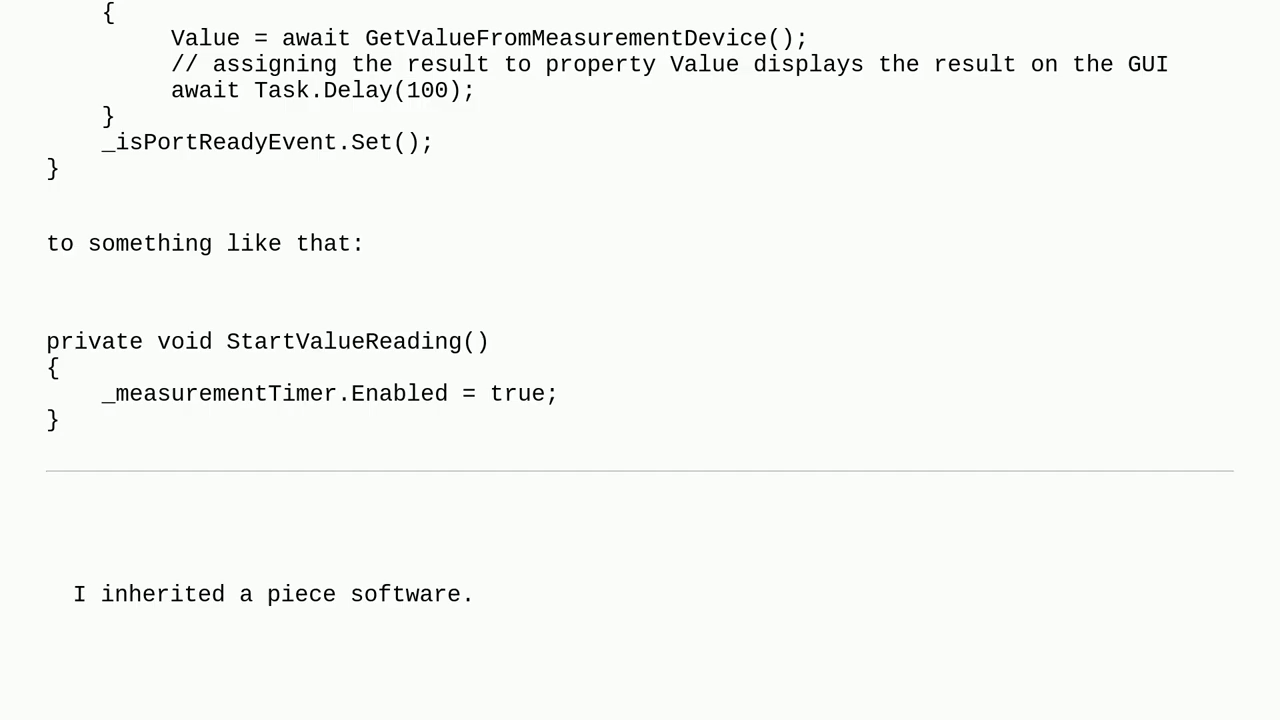 {
Value = await GetValueFromMeasurementDevice();
// assigning the result to property Value displays the result on the GUI
await Task.Delay(100);
}
_isPortReadyEvent.Set();
}
to something like that:
private void StartValueReading()
{
_measurementTimer.Enabled = true;
}
I inherited a piece software.